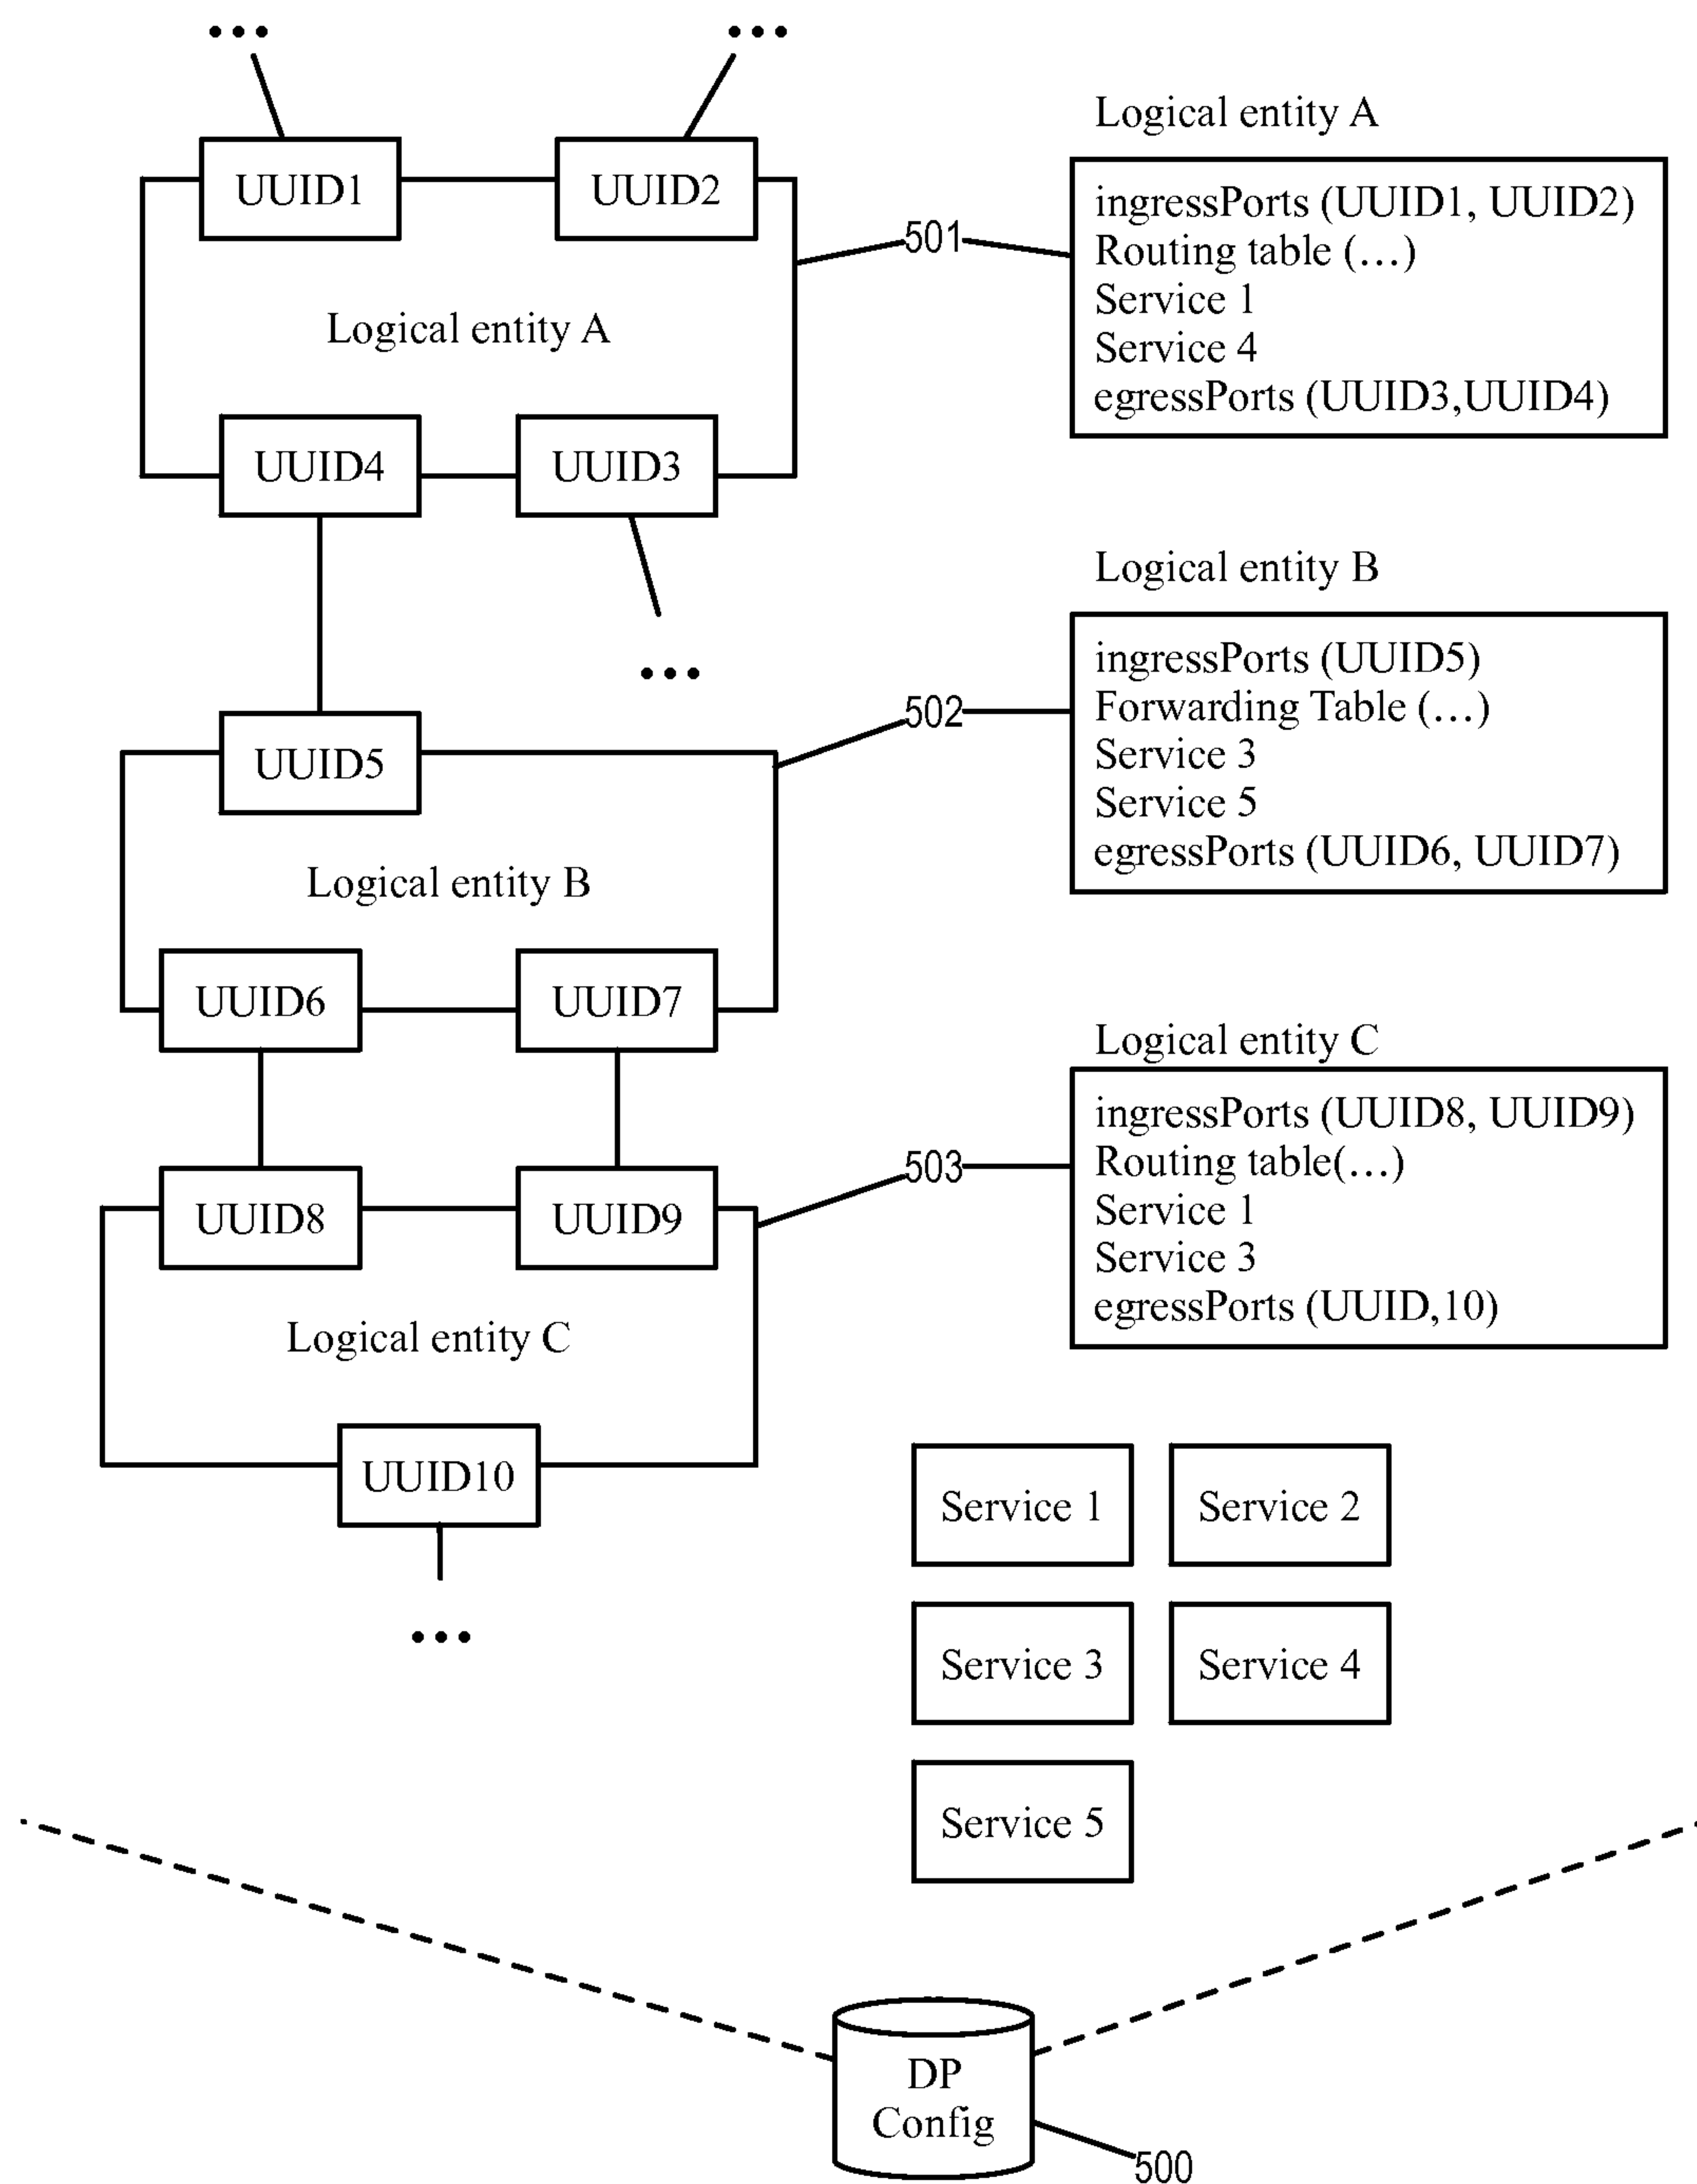 UUID1
UUID2
Logical entity A
UUID4
UUID3
501
Logical entity A
ingressPorts (UUID1, UUID2)
Routing table (...)
Service 1
Service 4
egressPorts (UUID3,UUID4)
UUID5
Logical entity B
UUID6
UUID7
502
Logical entity B
ingressPorts (UUID5)
Forwarding Table (...)
Service 3
Service 5
egressPorts (UUID6, UUID7)
UUID8
UUID9
Logical entity C
UUID10
503
Logical entity C
ingressPorts (UUID8, UUID9)
Routing table(...)
Service 1
Service 3
egressPorts (UUID,10)
Service 1
Service 2
Service 3
Service 4
Service 5
DP
Config
500